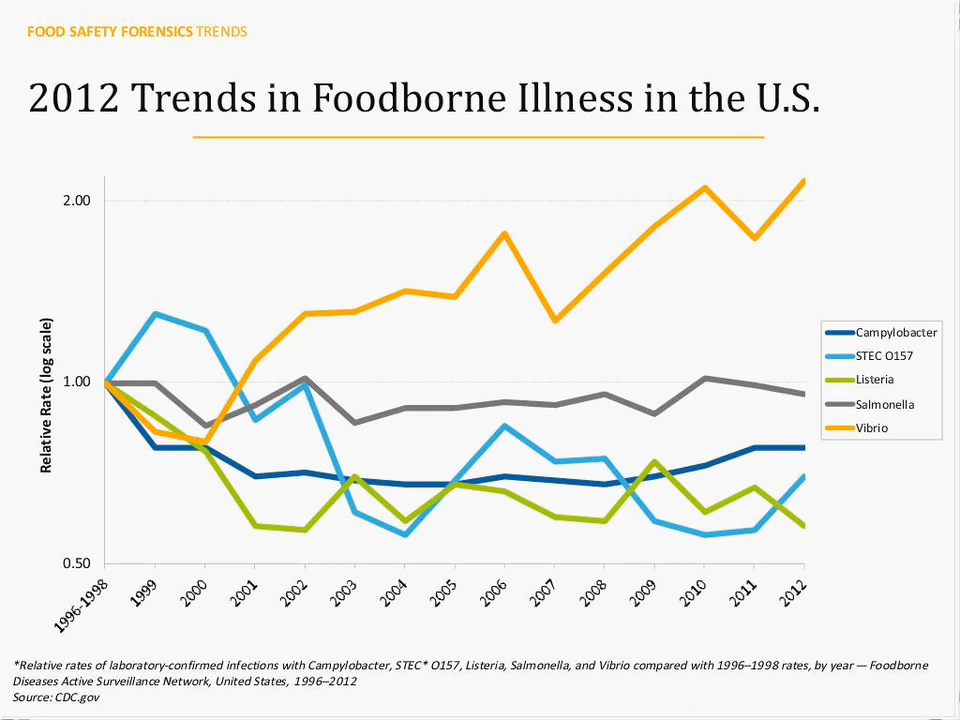 FOOD SAFETY FORENSICS TRENDS
2012 Trends in Foodborne Illness in the U.S.
2.00
1.00
0.50
Relative Rate (log scale)
1996-1998
1999
2000
2001
2002
2003
2004
2005
2006
2007
2008
2009
2010
2011
2012
Campylobacter
STEC O157
Listeria
Salmonella
Vibrio
*Relative rates of laboratory-confirmed infections with Campylobacter, STEC* O157, Listeria, Salmonella, and Vibrio compared with 1996–1998 rates, by year — Foodborne
Diseases Active Surveillance Network, United States, 1996–2012
Source: CDC.gov